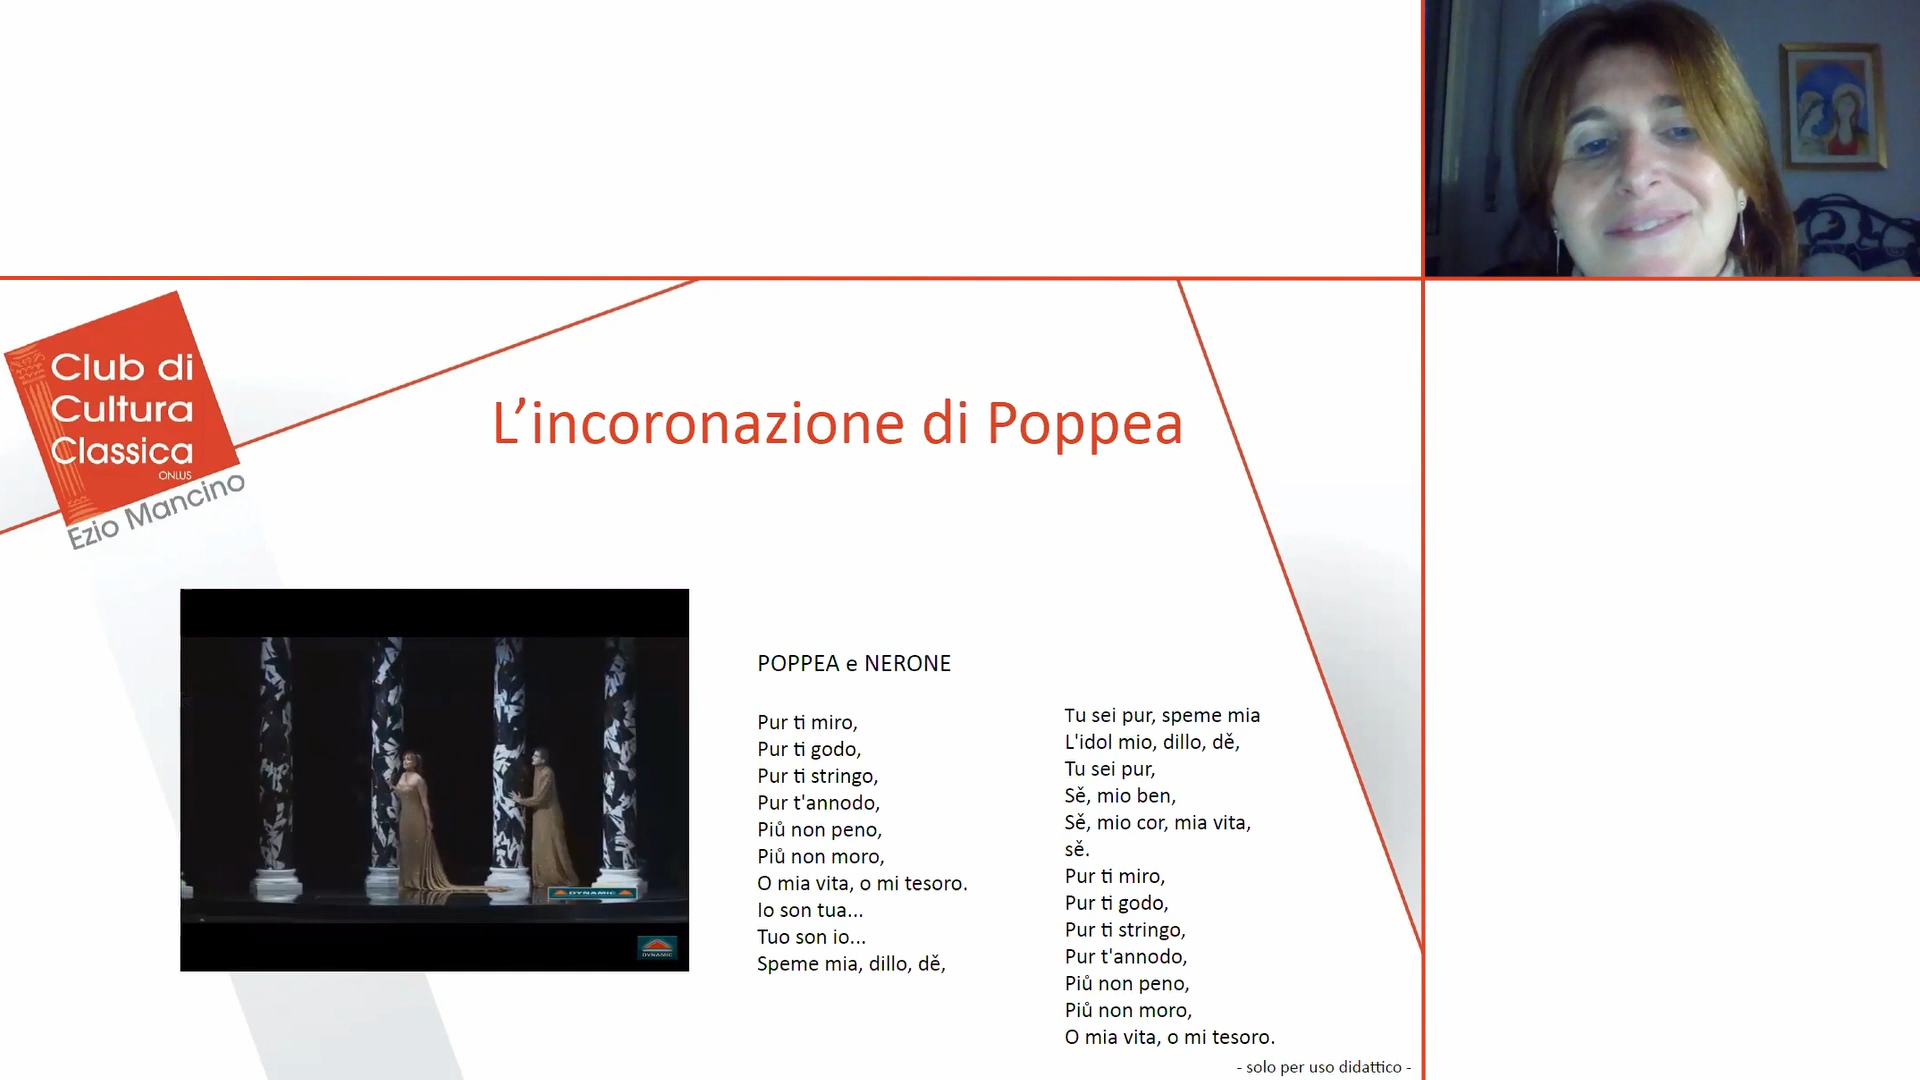 Club di
Cultura
Classica
ONLUS
Ezio Mancino
L’incoronazione di Poppea
POPPEA e NERONE
Pur ti miro,
Pur ti godo,
Pur ti stringo,
Pur t'annodo,
Più non peno,
Più non moro,
O mia vita, o mi tesoro.
Io son tua...
Tuo son io...
Speme mia, dillo, dě,
Tu sei pur, speme mia
L'idol mio, dillo, dě,
Tu sei pur,
Sě, mio ben,
Sě, mio cor, mia vita,
sě.
Pur ti miro,
Pur ti godo,
Pur ti stringo,
Pur t'annodo,
Piů non peno,
Piů non moro,
O mia vita, o mi tesoro.
DYNAMIC
DYNAMIC
- solo per uso didattico -